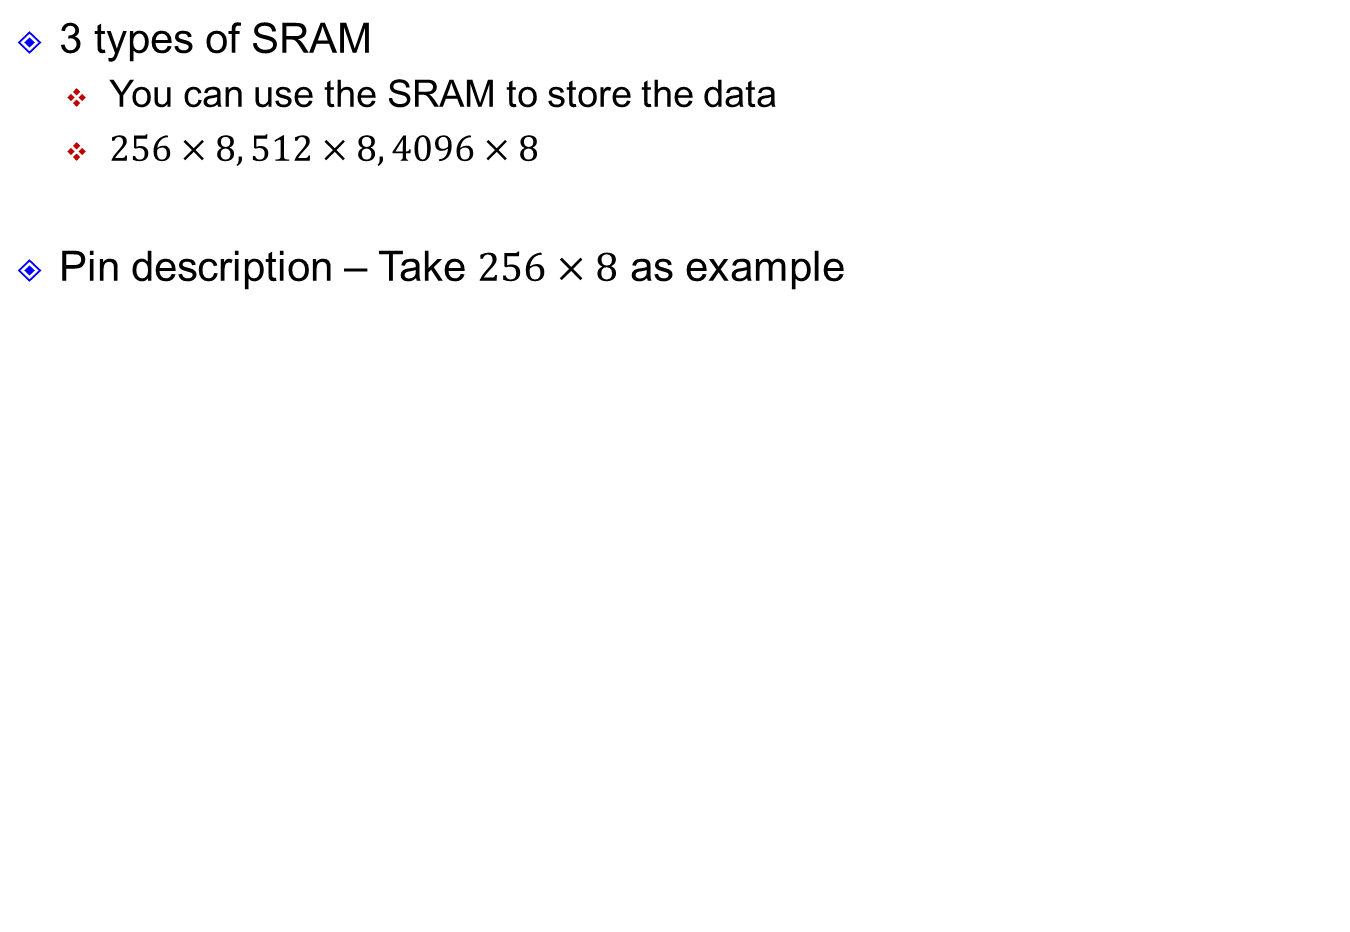 3 types of SRAM
You can use the SRAM to store the data
256 × 8, 512 × 8, 4096 × 8
Pin description – Take 256 × 8 as example